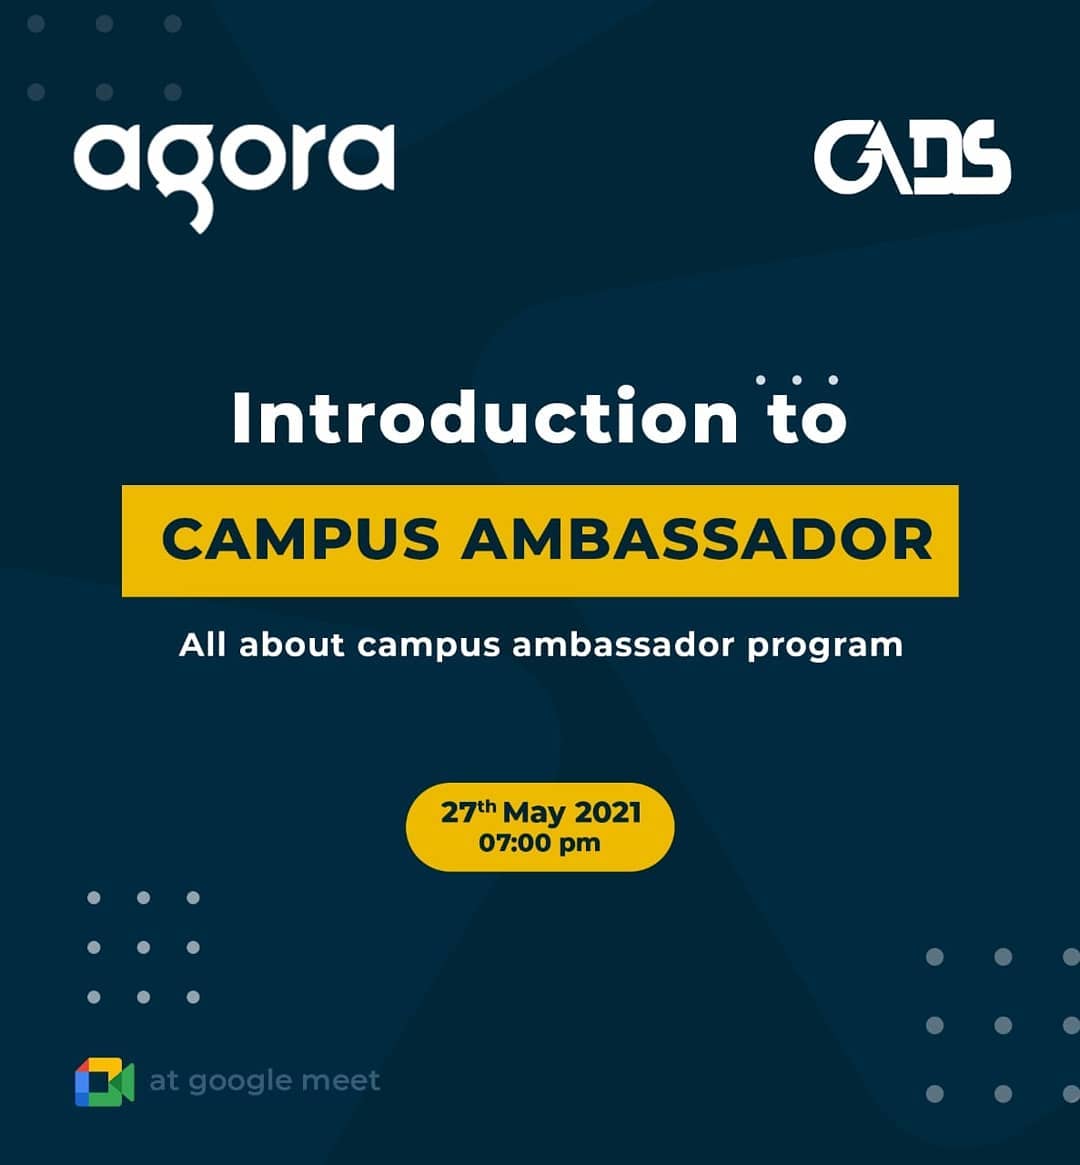 agora
GADS
Introduction to
CAMPUS AMBASSADOR
All about campus ambassador program
27th May 2021
07:00 pm
at google meet